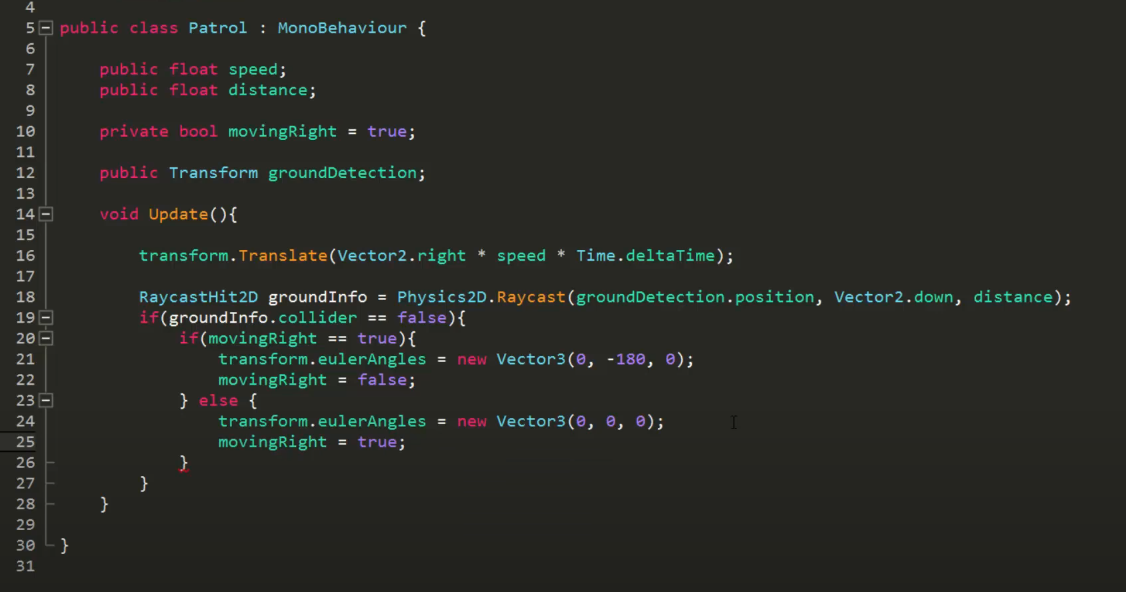 4
5 public class Patrol : MonoBehaviour {
6
7 public float speed;
8 public float distance;
9
10 private bool movingRight = true;
11
12 public Transform groundDetection;
13
14 void Update(){
15
16 transform.Translate(Vector2.right * speed * Time.deltaTime);
17
18 RaycastHit2D groundInfo = Physics2D.Raycast(groundDetection.position, Vector2.down, distance);
19 if(groundInfo.collider == false){
20 if(movingRight == true){
21 transform.eulerAngles = new Vector3(0, -180, 0);
22 movingRight = false;
23 } else {
24 transform.eulerAngles = new Vector3(0, 0, 0);
25 movingRight = true;
26 }
27 }
28 }
29
30 }
31